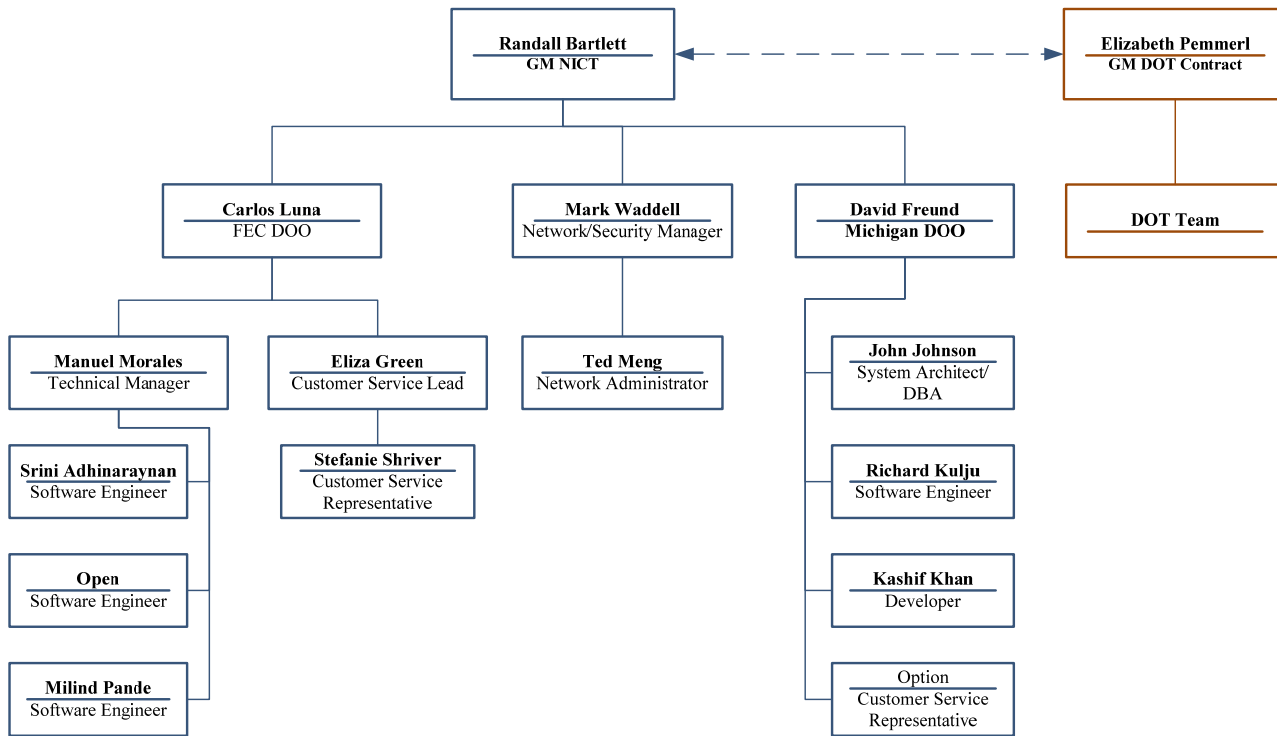 Randall Bartlett
GM NICT
Elizabeth Pemmerl
GM DOT Contract
Carlos Luna
FEC DOO
Mark Waddell
Network/Security Manager
David Freund
Michigan DOO
DOT Team
Manuel Morales
Technical Manager
Eliza Green
Customer Service Lead
Ted Meng
Network Administrator
John Johnson
System Architect/
DBA
Srini Adhinaraynan
Software Engineer
Stefanie Shriver
Customer Service
Representative
Richard Kulju
Software Engineer
Open
Software Engineer
Kashif Khan
Developer
Milind Pande
Software Engineer
Option
Customer Service
Representative